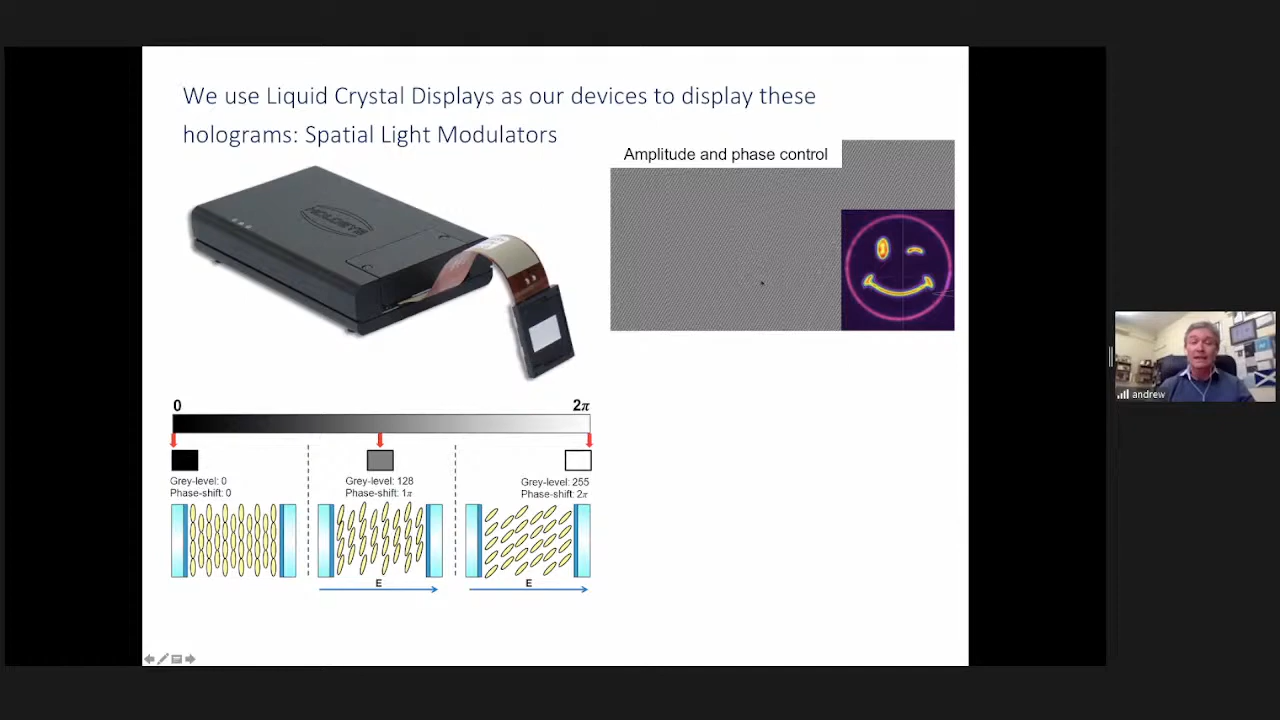 We use Liquid Crystal Displays as our devices to display these
holograms: Spatial Light Modulators
Amplitude and phase control
HOLOEYE
0
2π
Grey-level: 0
Phase-shift: 0
Grey-level: 128
Phase-shift: 1π
Grey-level: 255
Phase-shift: 2π
E
E
andrew